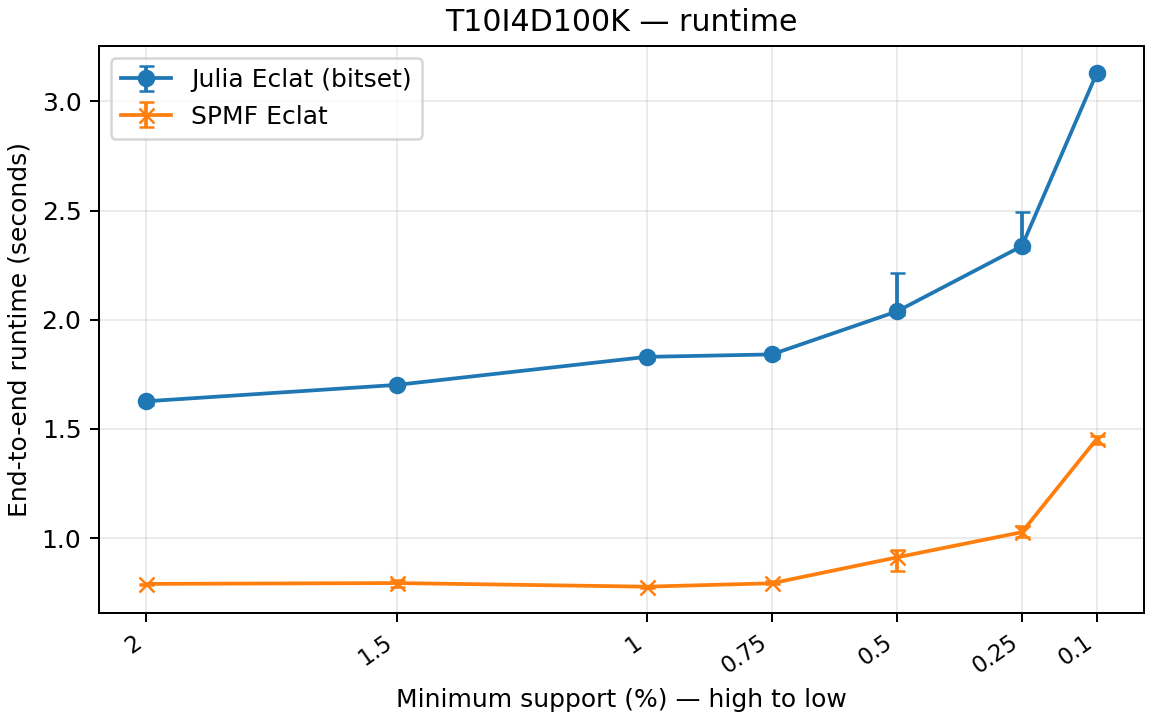 T10I4D100K — runtime
Julia Eclat (bitset)
SPMF Eclat
End-to-end runtime (seconds)
3.0
2.5
2.0
1.5
1.0
2
1.5
1
0.75
0.5
0.25
0.1
Minimum support (%) — high to low